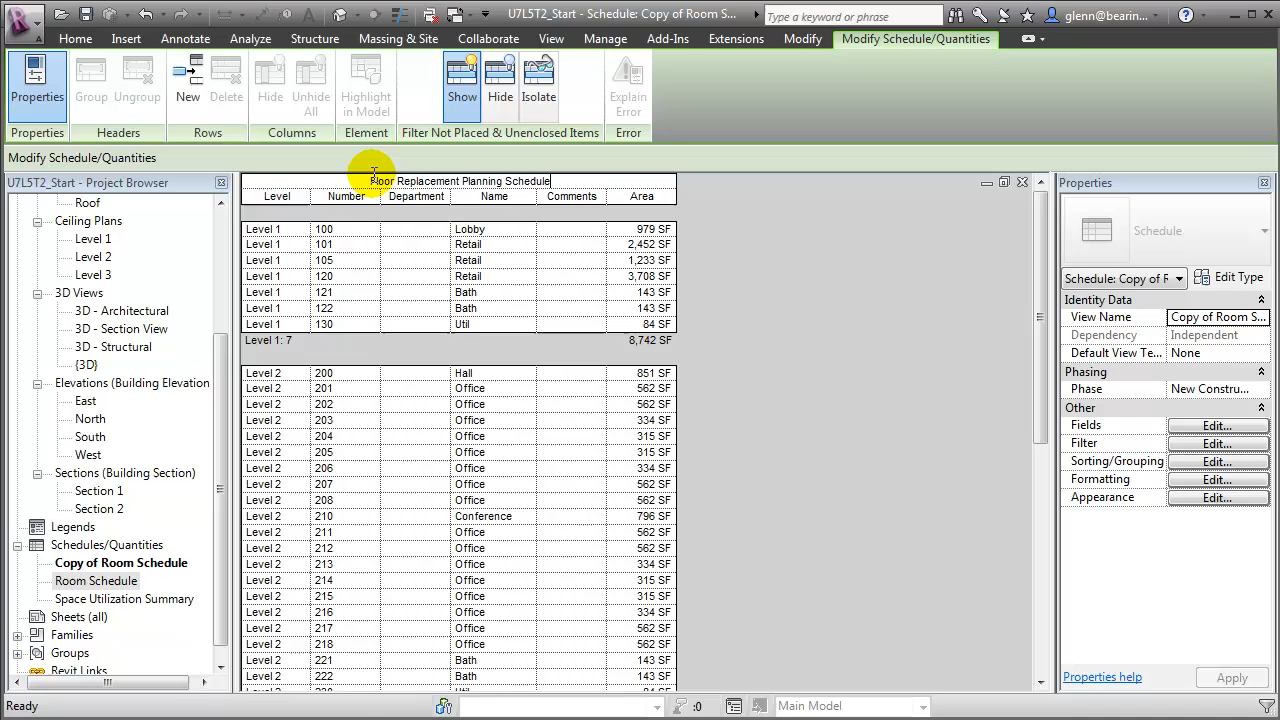 U7L5T2_Start - Schedule: Copy of Room S...
Type a keyword or phrase
glenn@bearin...
Home Insert Annotate Analyze Structure Massing & Site Collaborate View Manage Add-Ins Extensions Modify Modify Schedule/Quantities
Properties Group Ungroup New Delete Hide Unhide All Highlight in Model Show Hide Isolate Explain Error
Properties Headers Rows Columns Element Filter Not Placed & Unenclosed Items Error
Modify Schedule/Quantities
U7L5T2_Start - Project Browser
Roof
Ceiling Plans
Level 1
Level 2
Level 3
3D Views
3D - Architectural
3D - Section View
3D - Structural
{3D}
Elevations (Building Elevation
East
North
South
West
Sections (Building Section)
Section 1
Section 2
Legends
Schedules/Quantities
Copy of Room Schedule
Room Schedule
Space Utilization Summary
Sheets (all)
Families
Groups
Revit Links
Floor Replacement Planning Schedule
Level Number Department Name Comments Area
Level 1 100 Lobby 979 SF
Level 1 101 Retail 2,452 SF
Level 1 105 Retail 1,233 SF
Level 1 120 Retail 3,708 SF
Level 1 121 Bath 143 SF
Level 1 122 Bath 143 SF
Level 1 130 Util 84 SF
Level 1: 7 8,742 SF
Level 2 200 Hall 851 SF
Level 2 201 Office 562 SF
Level 2 202 Office 562 SF
Level 2 203 Office 334 SF
Level 2 204 Office 315 SF
Level 2 205 Office 315 SF
Level 2 206 Office 334 SF
Level 2 207 Office 562 SF
Level 2 208 Office 562 SF
Level 2 210 Conference 796 SF
Level 2 211 Office 562 SF
Level 2 212 Office 562 SF
Level 2 213 Office 334 SF
Level 2 214 Office 315 SF
Level 2 215 Office 315 SF
Level 2 216 Office 334 SF
Level 2 217 Office 562 SF
Level 2 218 Office 562 SF
Level 2 221 Bath 143 SF
Level 2 222 Bath 143 SF
Level 2 230 Util 84 SF
Properties
Schedule
Schedule: Copy of R Edit Type
Identity Data
View Name Copy of Room S...
Dependency Independent
Default View Te... None
Phasing
Phase New Constru...
Other
Fields Edit...
Filter Edit...
Sorting/Grouping Edit...
Formatting Edit...
Appearance Edit...
Properties help Apply
Ready :0 Main Model